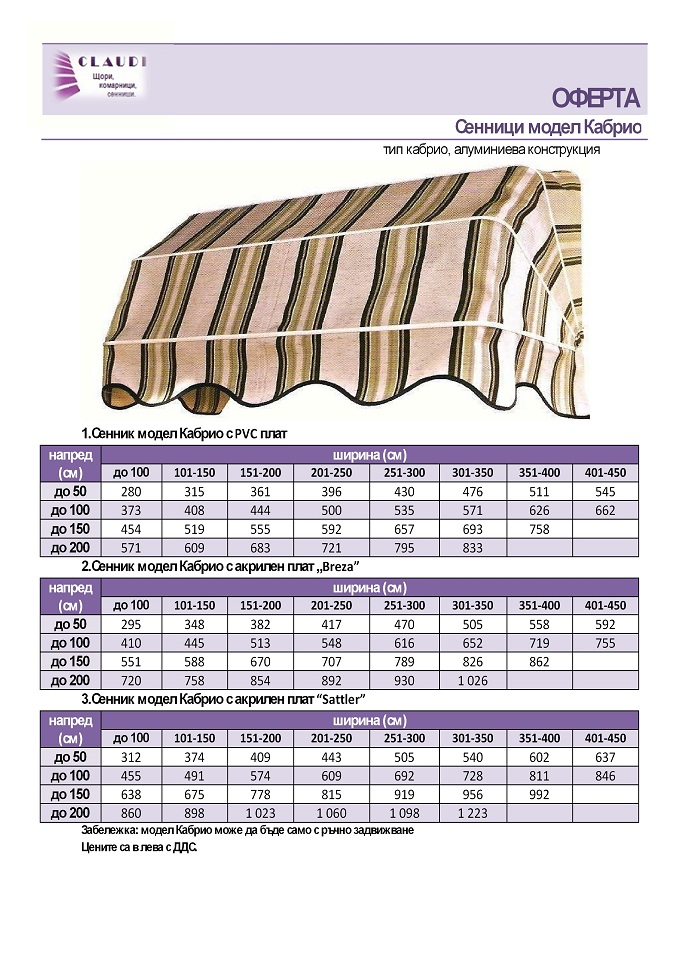 CLAUDI
Щори,
комарници,
сенници.
ОФЕРТА
Сенници модел Кабрио
тип кабрио, алуминиева конструкция
1.Сенник модел Кабрио с PVC плат
напред (см) ширина (см)
до 100 101-150 151-200 201-250 251-300 301-350 351-400 401-450
до 50 280 315 361 396 430 476 511 545
до 100 373 408 444 500 535 571 626 662
до 150 454 519 555 592 657 693 758
до 200 571 609 683 721 795 833
2.Сенник модел Кабрио с акрилен плат „Breza”
напред (см) ширина (см)
до 100 101-150 151-200 201-250 251-300 301-350 351-400 401-450
до 50 295 348 382 417 470 505 558 592
до 100 410 445 513 548 616 652 719 755
до 150 551 588 670 707 789 826 862
до 200 720 758 854 892 930 1 026
3.Сенник модел Кабрио с акрилен плат “Sattler”
напред (см) ширина (см)
до 100 101-150 151-200 201-250 251-300 301-350 351-400 401-450
до 50 312 374 409 443 505 540 602 637
до 100 455 491 574 609 692 728 811 846
до 150 638 675 778 815 919 956 992
до 200 860 898 1 023 1 060 1 098 1 223
Забележка: модел Кабрио може да бъде само с ръчно задвижване
Цените са в лева с ДДС.